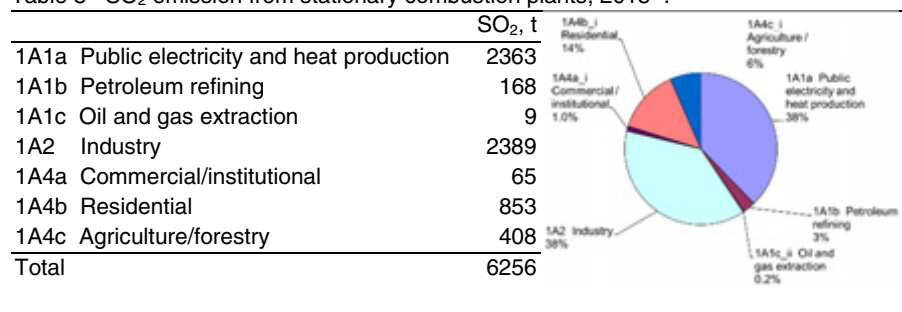 SO₂, t
1A1a Public electricity and heat production 2363
1A1b Petroleum refining 168
1A1c Oil and gas extraction 9
1A2 Industry 2389
1A4a Commercial/institutional 65
1A4b Residential 853
1A4c Agriculture/forestry 408
Total 6256
1A4b_i
Residential,
14%
1A4c_i
Agriculture /
forestry
6%
1A4a_i
Commercial /
institutional
1.0%
1A1a Public
electricity and
heat production
38%
1A2 Industry
38%
1A1b Petroleum
refining
3%
1A1c_ii Oil and
gas extraction
0.2%